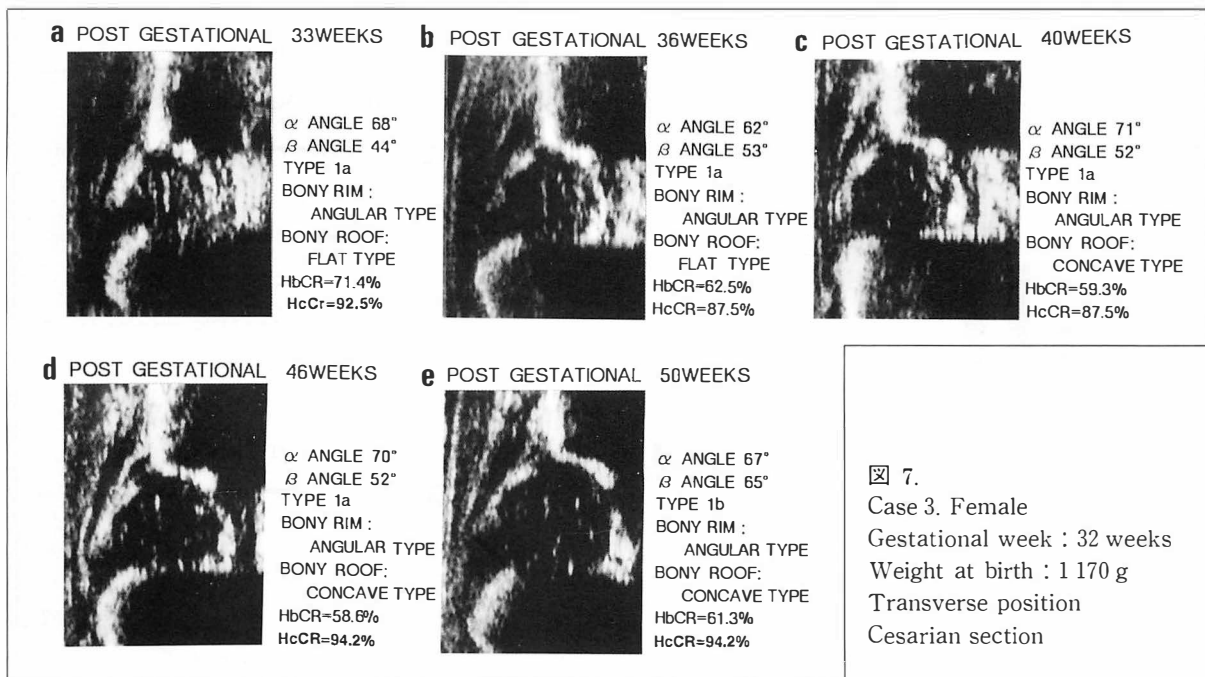 a POST GESTATIONAL 33WEEKS
α ANGLE 68°
β ANGLE 44°
TYPE 1a
BONY RIM :
ANGULAR TYPE
BONY ROOF:
FLAT TYPE
HbCR=71.4%
HcCr=92.5%
b POST GESTATIONAL 36WEEKS
α ANGLE 62°
β ANGLE 53°
TYPE 1a
BONY RIM :
ANGULAR TYPE
BONY ROOF:
FLAT TYPE
HbCR=62.5%
HcCR=87.5%
c POST GESTATIONAL 40WEEKS
α ANGLE 71°
β ANGLE 52°
TYPE 1a
BONY RIM :
ANGULAR TYPE
BONY ROOF:
CONCAVE TYPE
HbCR=59.3%
HcCR=87.5%
d POST GESTATIONAL 46WEEKS
α ANGLE 70°
β ANGLE 52°
TYPE 1a
BONY RIM :
ANGULAR TYPE
BONY ROOF:
CONCAVE TYPE
HbCR=58.6%
HcCR=94.2%
e POST GESTATIONAL 50WEEKS
α ANGLE 67°
β ANGLE 65°
TYPE 1b
BONY RIM :
ANGULAR TYPE
BONY ROOF:
CONCAVE TYPE
HbCR=61.3%
HcCR=94.2%
図 7.
Case 3. Female
Gestational week : 32 weeks
Weight at birth : 1 170 g
Transverse position
Cesarian section